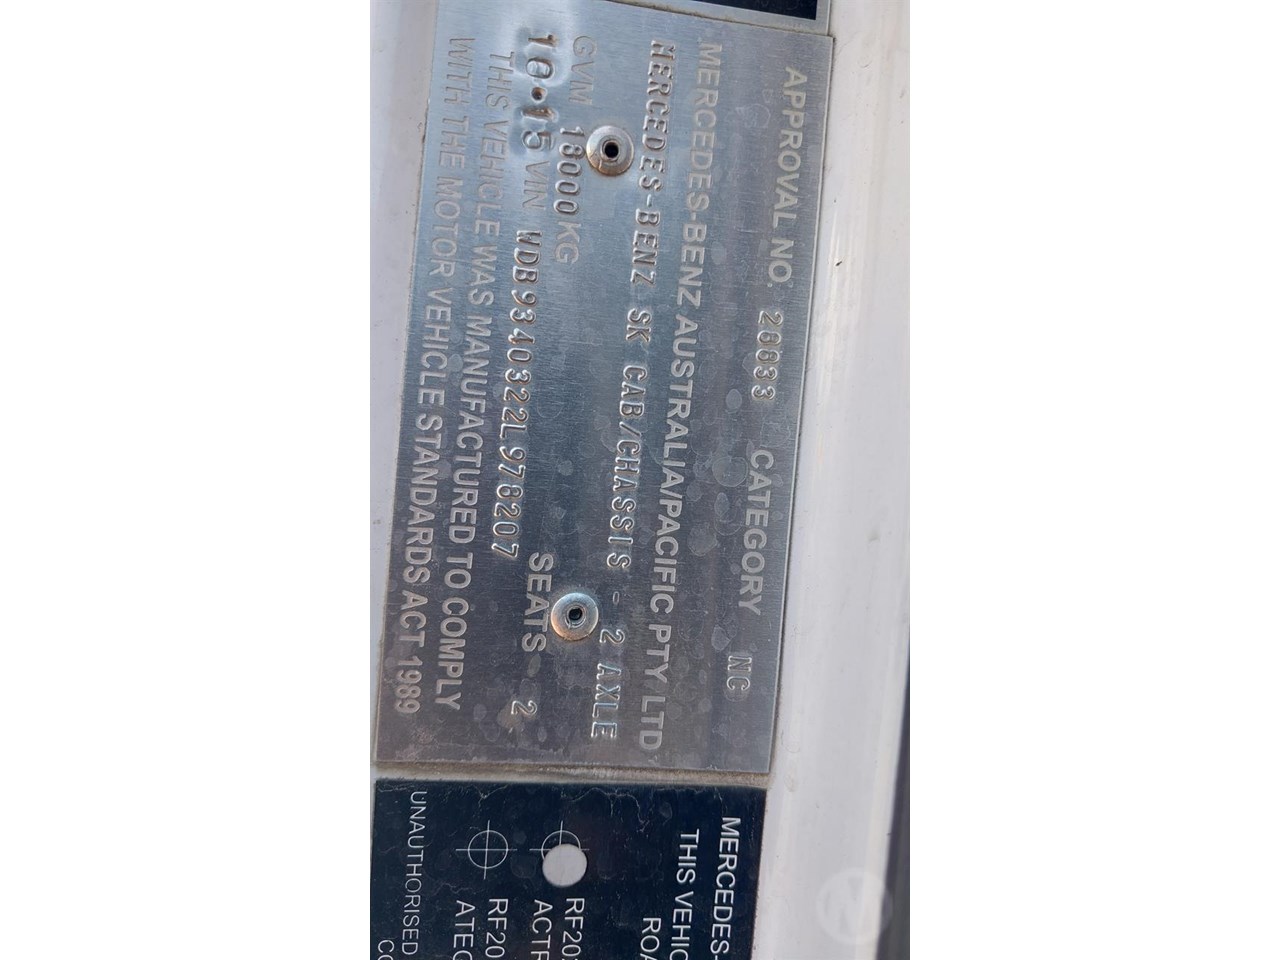 APPROVAL NO. 28833 CATEGORY NC
MERCEDES-BENZ AUSTRALIA/PACIFIC PTY LTD
MERCEDES-BENZ SK CAB/CHASSIS - 2 AXLE
GVM 18000 KG SEATS 2
10•15 VIN WDB9340322L978207
THIS VEHICLE WAS MANUFACTURED TO COMPLY
WITH THE MOTOR VEHICLE STANDARDS ACT 1989
MERCEDES-
THIS VEHIC
ROA
RF20
ACTR
RF20
ATEC
UNAUTHORISED
CO